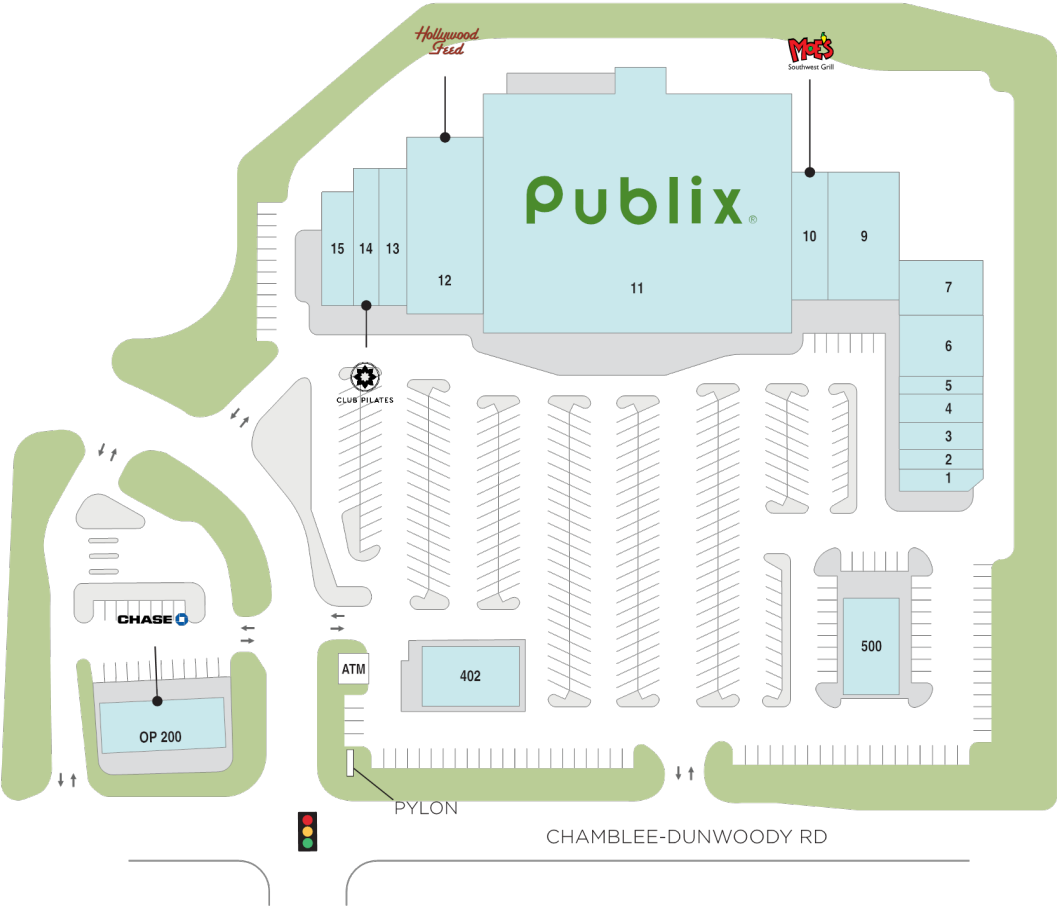 Hollywood
Feed
MOE'S
Southwest Grill
Publix®
15
14
13
12
11
10
9
7
6
5
4
3
2
1
CLUB PILATES
CHASE
ATM
402
500
OP 200
PYLON
CHAMBLEE-DUNWOODY RD